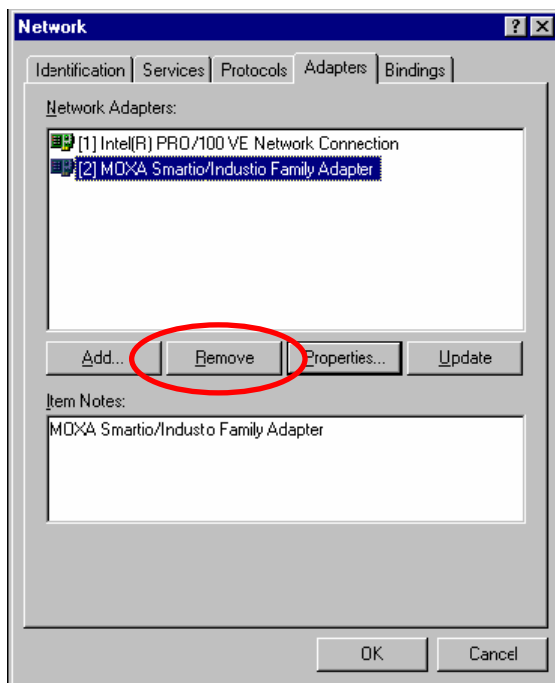 Network
Identification Services Protocols Adapters Bindings
Network Adapters:
[1] Intel(R) PRO/100 VE Network Connection
[2] MOXA Smartio/Industio Family Adapter
Add... Remove Properties... Update
Item Notes:
MOXA Smartio/Industo Family Adapter
OK Cancel